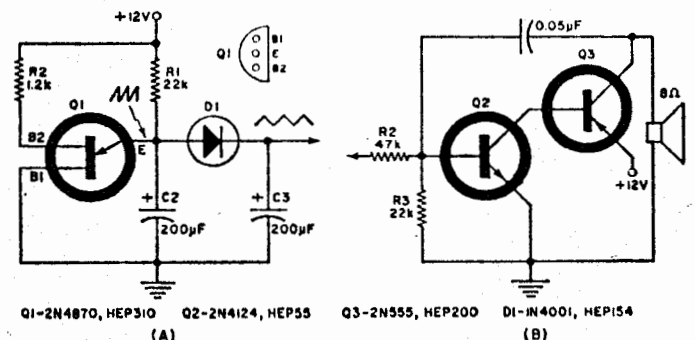 +12V
R2
1.2k
R1
22k
Q1
B1
E
B2
Q1
D1
B2
E
B1
+ C2
200µF
+ C3
200µF
0.05µF
Q3
Q2
8Ω
R2
47k
+12V
R3
22k
Q1-2N4870, HEP310 Q2-2N4124, HEP55 Q3-2N555, HEP200 D1-1N4001, HEP154
(A) (B)